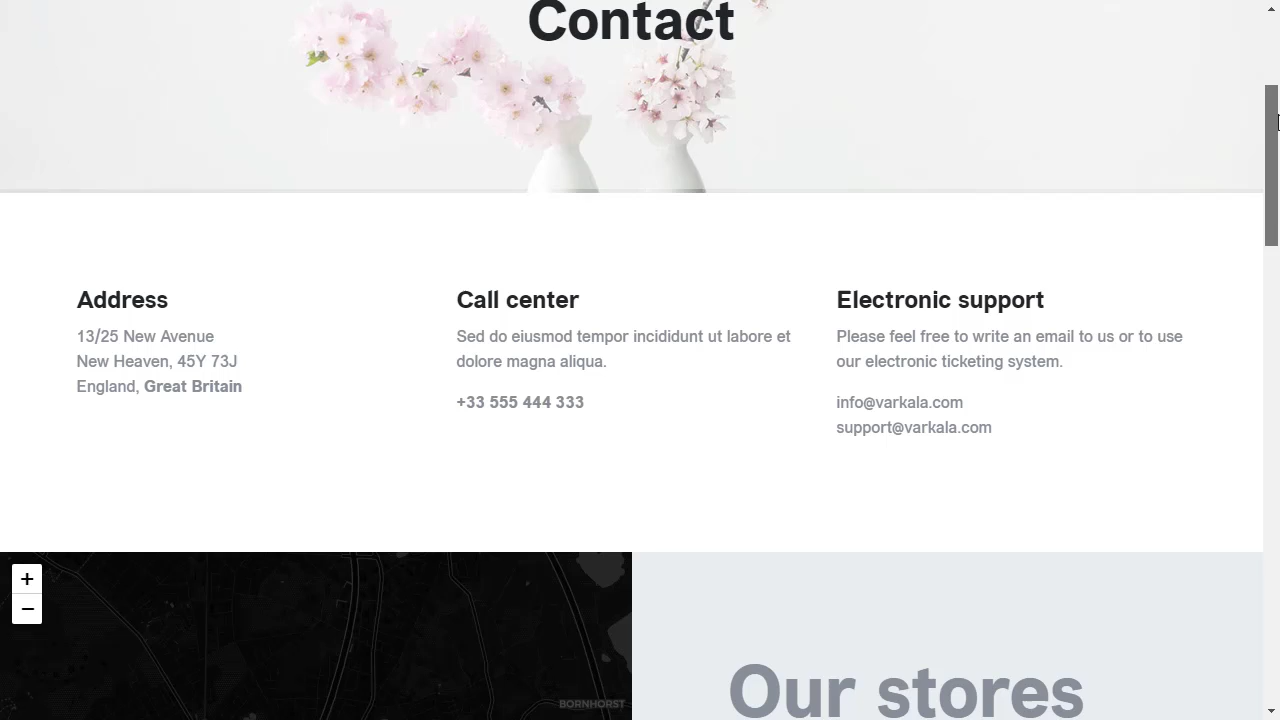 Contact
Address
13/25 New Avenue
New Heaven, 45Y 73J
England, Great Britain
Call center
Sed do eiusmod tempor incididunt ut labore et
dolore magna aliqua.
+33 555 444 333
Electronic support
Please feel free to write an email to us or to use
our electronic ticketing system.
info@varkala.com
support@varkala.com
+
−
BORNHORST
Our stores